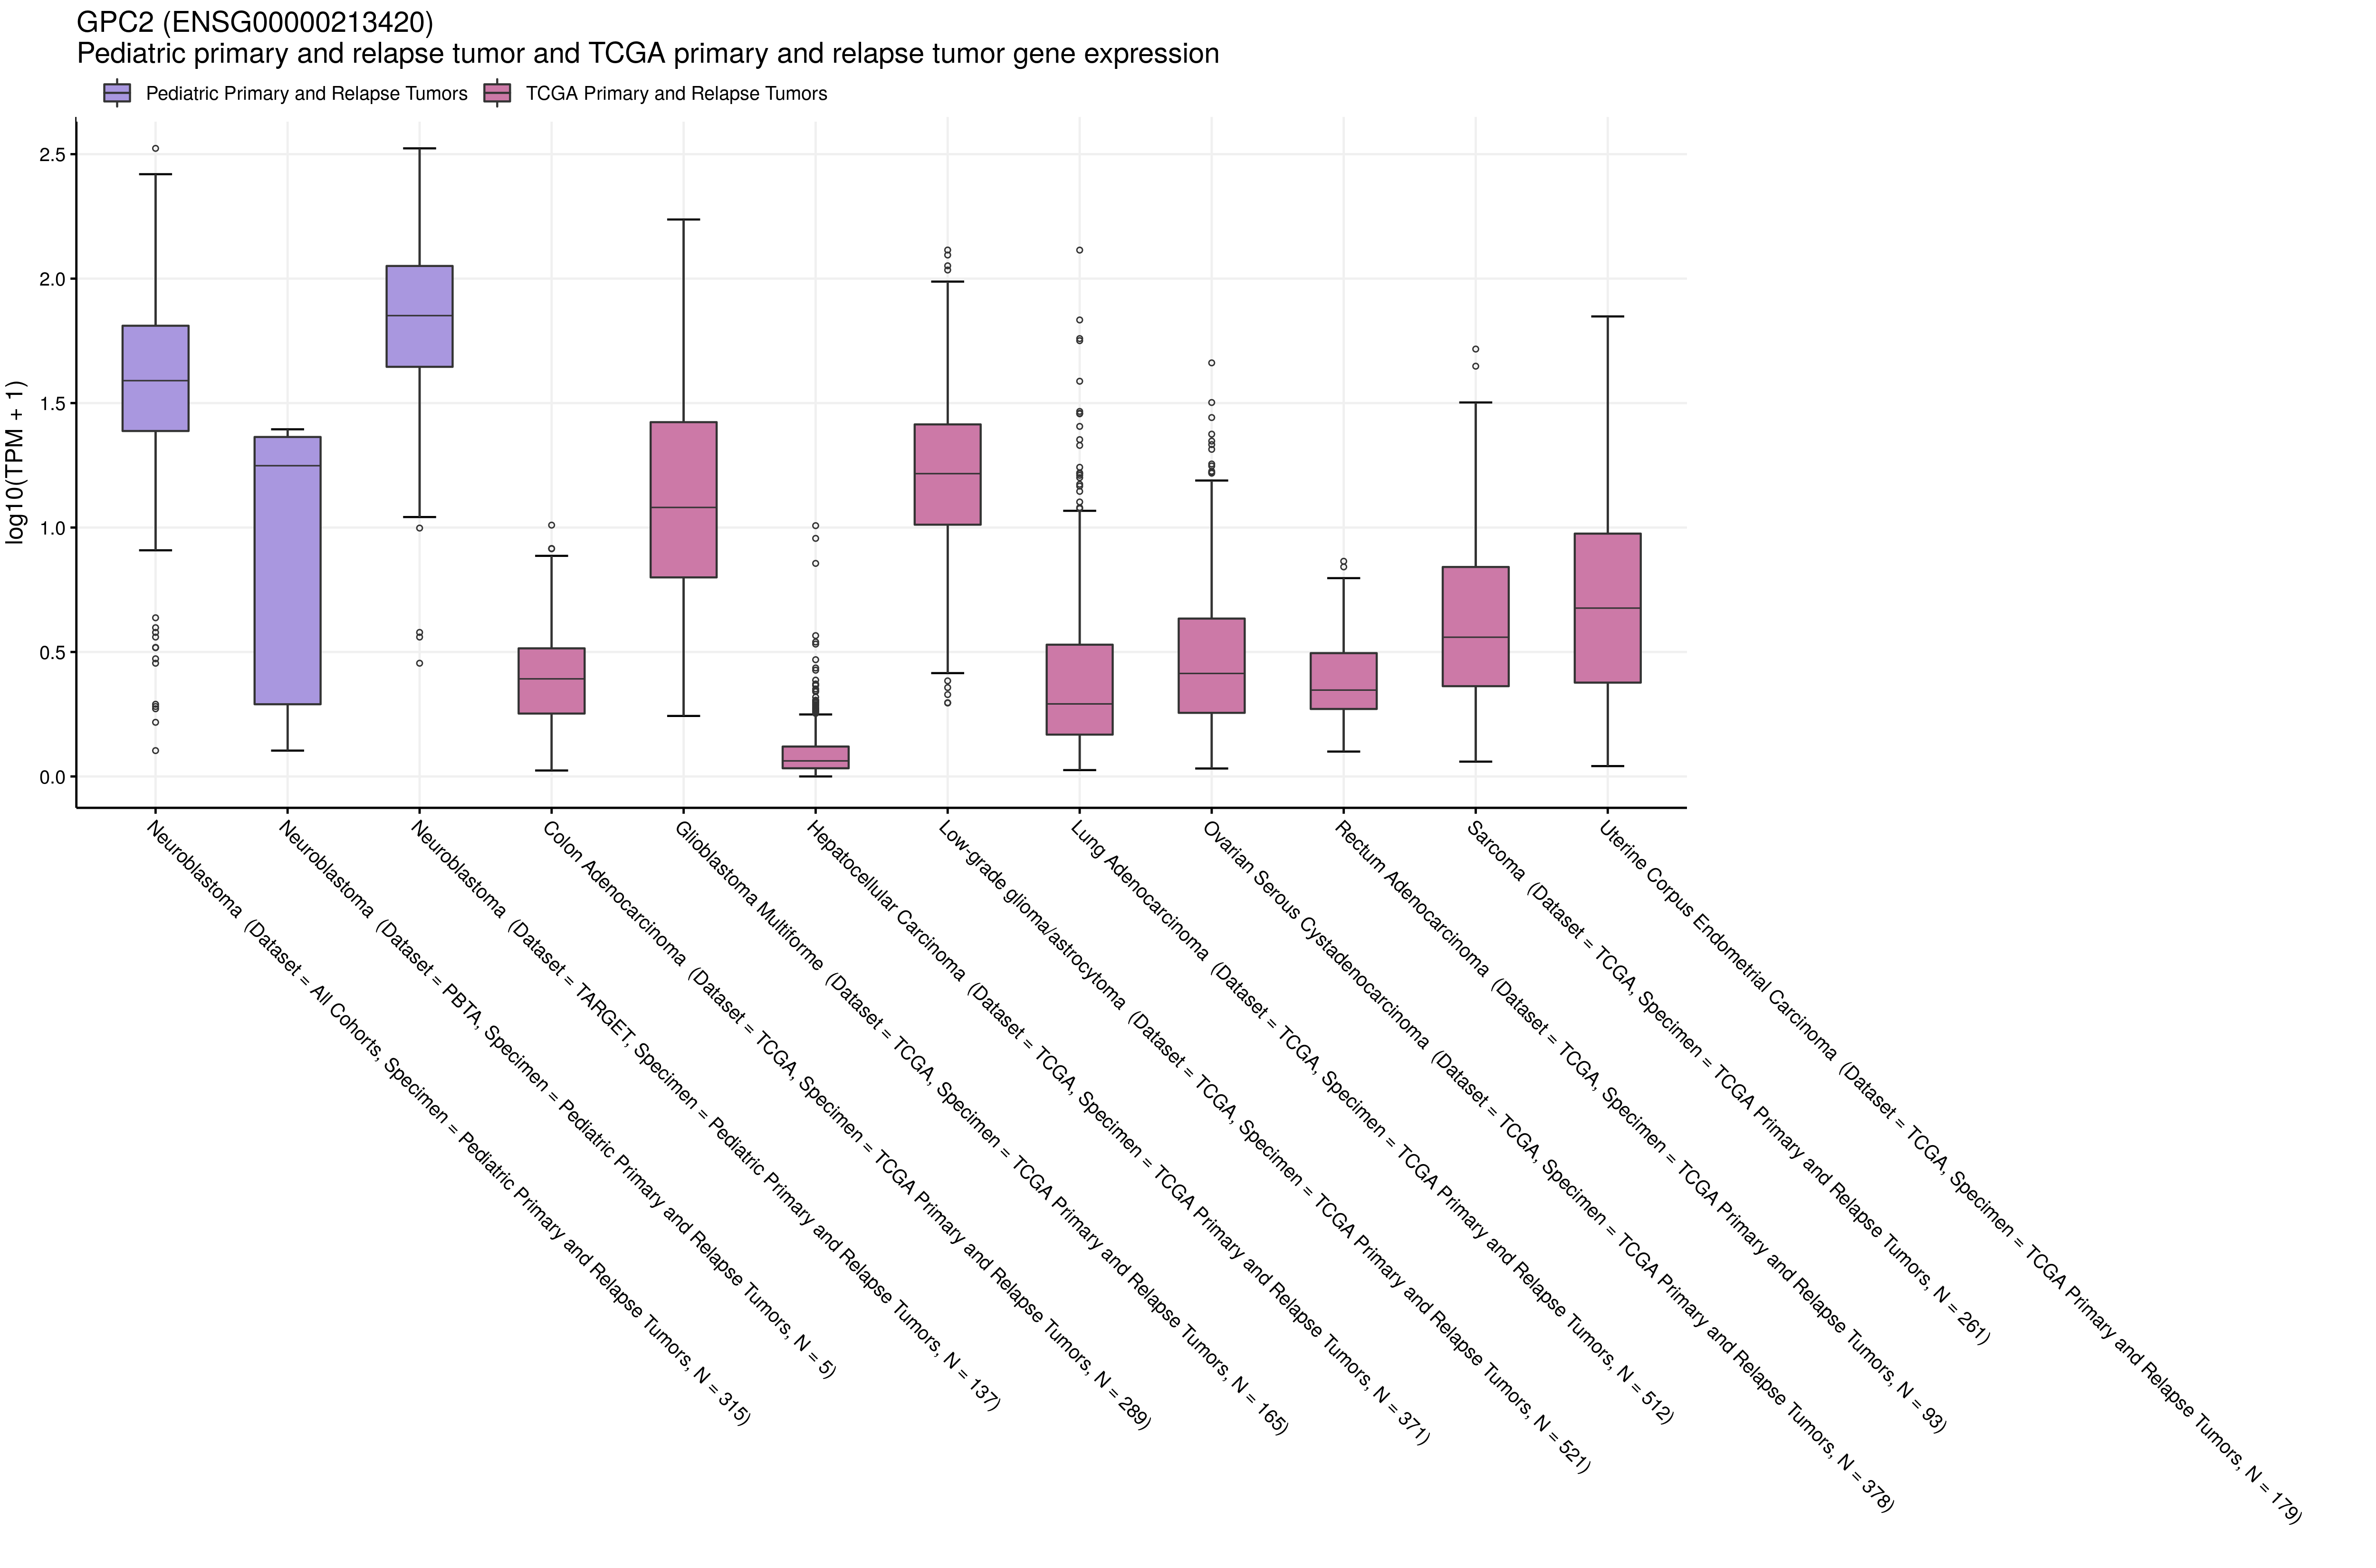 GPC2 (ENSG00000213420)
Pediatric primary and relapse tumor and TCGA primary and relapse tumor gene expression
Pediatric Primary and Relapse Tumors
TCGA Primary and Relapse Tumors
log10(TPM + 1)
2.5
2.0
1.5
1.0
0.5
0.0
Neuroblastoma (Dataset = All Cohorts, Specimen = Pediatric Primary and Relapse Tumors, N = 315)
Neuroblastoma (Dataset = PBTA, Specimen = Pediatric Primary and Relapse Tumors, N = 5)
Neuroblastoma (Dataset = TARGET, Specimen = Pediatric Primary and Relapse Tumors, N = 137)
Colon Adenocarcinoma (Dataset = TCGA, Specimen = TCGA Primary and Relapse Tumors, N = 289)
Glioblastoma Multiforme (Dataset = TCGA, Specimen = TCGA Primary and Relapse Tumors, N = 165)
Hepatocellular Carcinoma (Dataset = TCGA, Specimen = TCGA Primary and Relapse Tumors, N = 371)
Low-grade glioma/astrocytoma (Dataset = TCGA, Specimen = TCGA Primary and Relapse Tumors, N = 521)
Lung Adenocarcinoma (Dataset = TCGA, Specimen = TCGA Primary and Relapse Tumors, N = 512)
Ovarian Serous Cystadenocarcinoma (Dataset = TCGA, Specimen = TCGA Primary and Relapse Tumors, N = 378)
Rectum Adenocarcinoma (Dataset = TCGA, Specimen = TCGA Primary and Relapse Tumors, N = 93)
Sarcoma (Dataset = TCGA, Specimen = TCGA Primary and Relapse Tumors, N = 261)
Uterine Corpus Endometrial Carcinoma (Dataset = TCGA, Specimen = TCGA Primary and Relapse Tumors, N = 179)